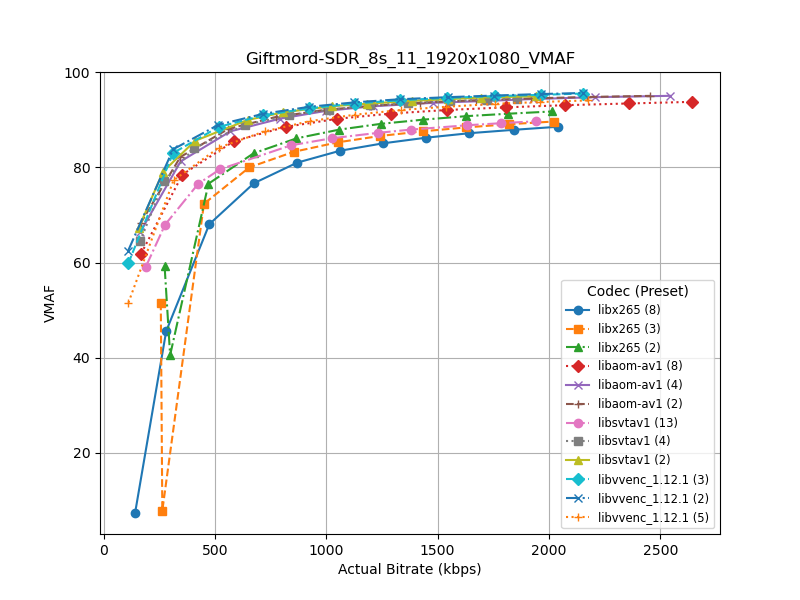 Giftmord-SDR_8s_11_1920x1080_VMAF
100
80
60
40
20
VMAF
0
500
1000
1500
2000
2500
Actual Bitrate (kbps)
Codec (Preset)
libx265 (8)
libx265 (3)
libx265 (2)
libaom-av1 (8)
libaom-av1 (4)
libaom-av1 (2)
libsvtav1 (13)
libsvtav1 (4)
libsvtav1 (2)
libvvenc_1.12.1 (3)
libvvenc_1.12.1 (2)
libvvenc_1.12.1 (5)